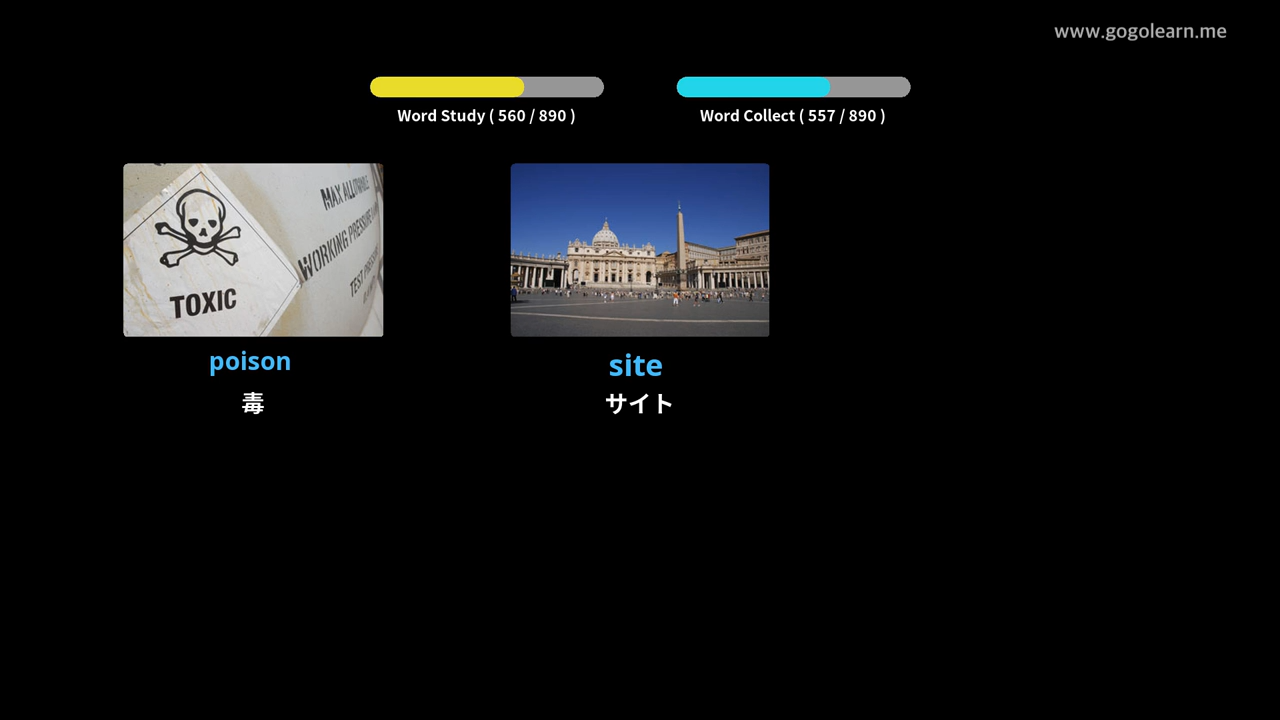 www.gogolearn.me
Word Study ( 560 / 890 )
Word Collect ( 557 / 890 )
TOXIC
MAX ALLOWABLE
WORKING PRESSURE
TEST PRESSURE
poison
site
毒
サイト